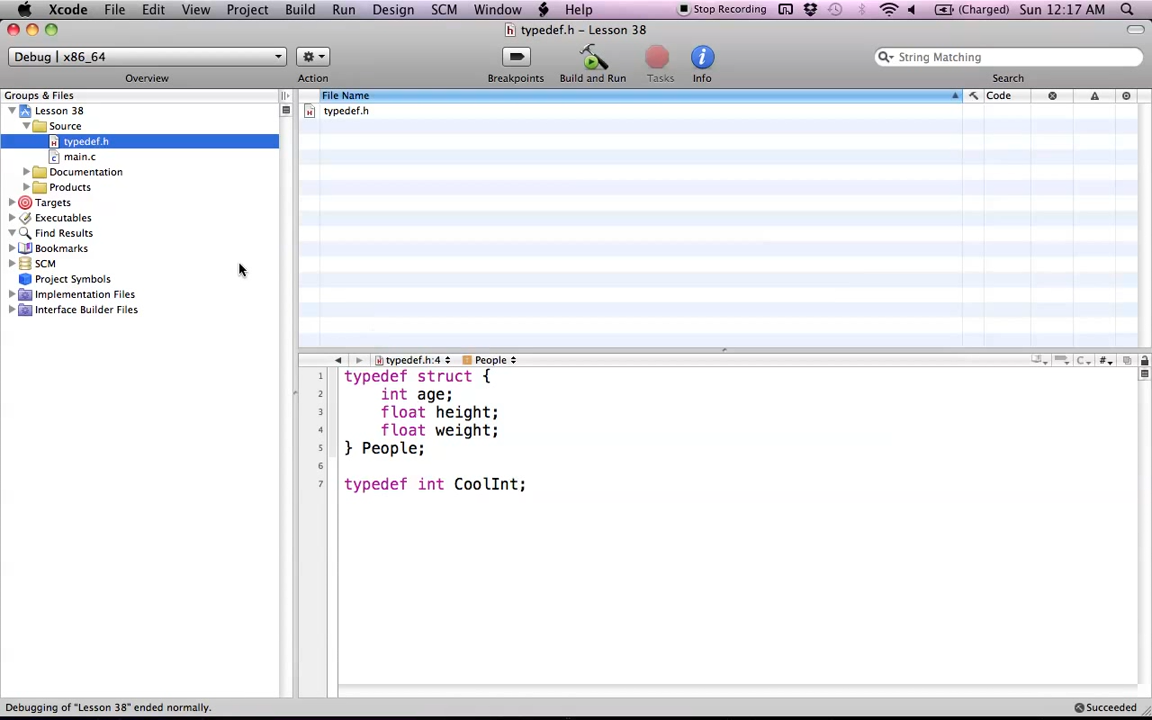 Xcode File Edit View Project Build Run Design SCM Window Help Stop Recording (Charged) Sun 12:17 AM
typedef.h – Lesson 38
Debug | x86_64
String Matching
Overview Action Breakpoints Build and Run Tasks Info Search
Groups & Files
Lesson 38
Source
typedef.h
main.c
Documentation
Products
Targets
Executables
Find Results
Bookmarks
SCM
Project Symbols
Implementation Files
Interface Builder Files
File Name Code
typedef.h
typedef.h:4 People
1 typedef struct {
2 int age;
3 float height;
4 float weight;
5 } People;
6
7 typedef int CoolInt;
Debugging of "Lesson 38" ended normally. Succeeded